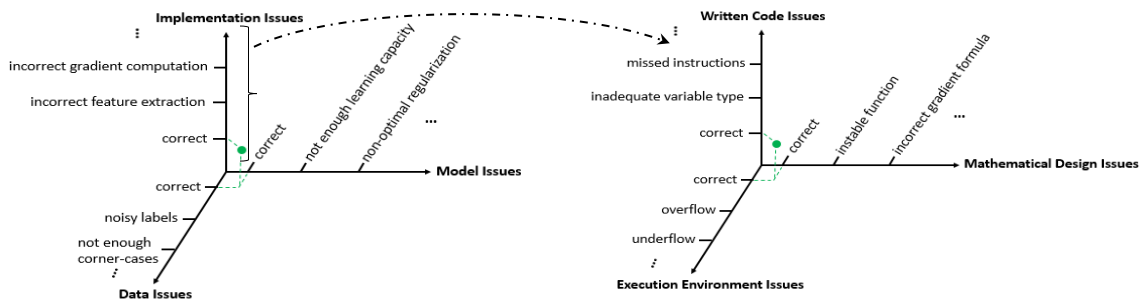 Implementation Issues
...
incorrect gradient computation
incorrect feature extraction
correct
correct
not enough learning capacity
non-optimal regularization
...
Model Issues
correct
noisy labels
not enough
corner-cases
...
Data Issues
Written Code Issues
...
missed instructions
inadequate variable type
correct
correct
instable function
incorrect gradient formula
...
Mathematical Design Issues
correct
overflow
underflow
...
Execution Environment Issues